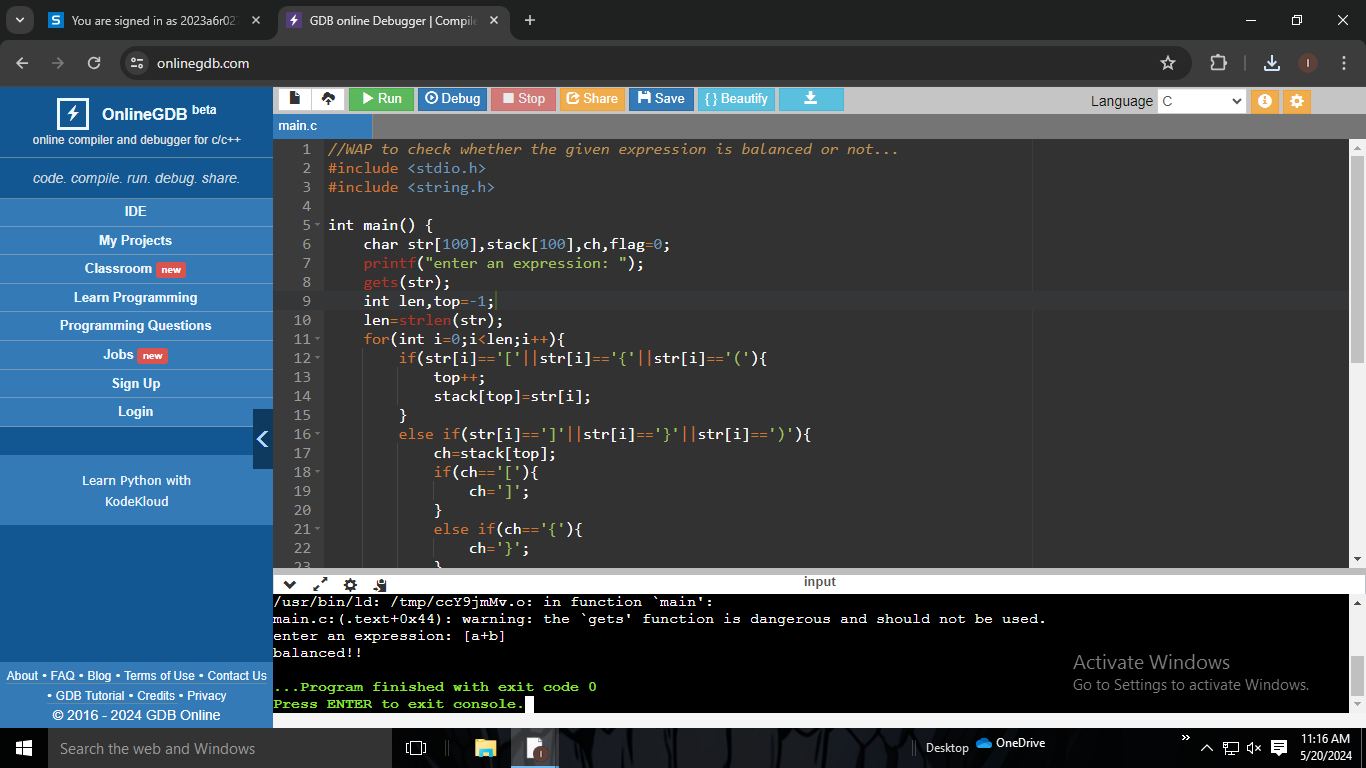 You are signed in as 2023a6r02
GDB online Debugger | Compile
onlinegdb.com
OnlineGDB beta
online compiler and debugger for c/c++
code. compile. run. debug. share.
IDE
My Projects
Classroom new
Learn Programming
Programming Questions
Jobs new
Sign Up
Login
Learn Python with
KodeKloud
About • FAQ • Blog • Terms of Use • Contact Us
• GDB Tutorial • Credits • Privacy
© 2016 - 2024 GDB Online
Run Debug Stop Share Save { } Beautify Language C
main.c
1 //WAP to check whether the given expression is balanced or not...
2 #include <stdio.h>
3 #include <string.h>
4
5 int main() {
6 char str[100],stack[100],ch,flag=0;
7 printf("enter an expression: ");
8 gets(str);
9 int len,top=-1;
10 len=strlen(str);
11 for(int i=0;i<len;i++){
12 if(str[i]=='['||str[i]=='{'||str[i]=='('){
13 top++;
14 stack[top]=str[i];
15 }
16 else if(str[i]==']'||str[i]=='}'||str[i]==')'){
17 ch=stack[top];
18 if(ch=='['){
19 ch=']';
20 }
21 else if(ch=='{'){
22 ch='}';
23 }
input
/usr/bin/ld: /tmp/ccY9jmMv.o: in function `main':
main.c:(.text+0x44): warning: the `gets' function is dangerous and should not be used.
enter an expression: [a+b]
balanced!!
...Program finished with exit code 0
Press ENTER to exit console.
Activate Windows
Go to Settings to activate Windows.
Search the web and Windows
Desktop
OneDrive
11:16 AM
5/20/2024